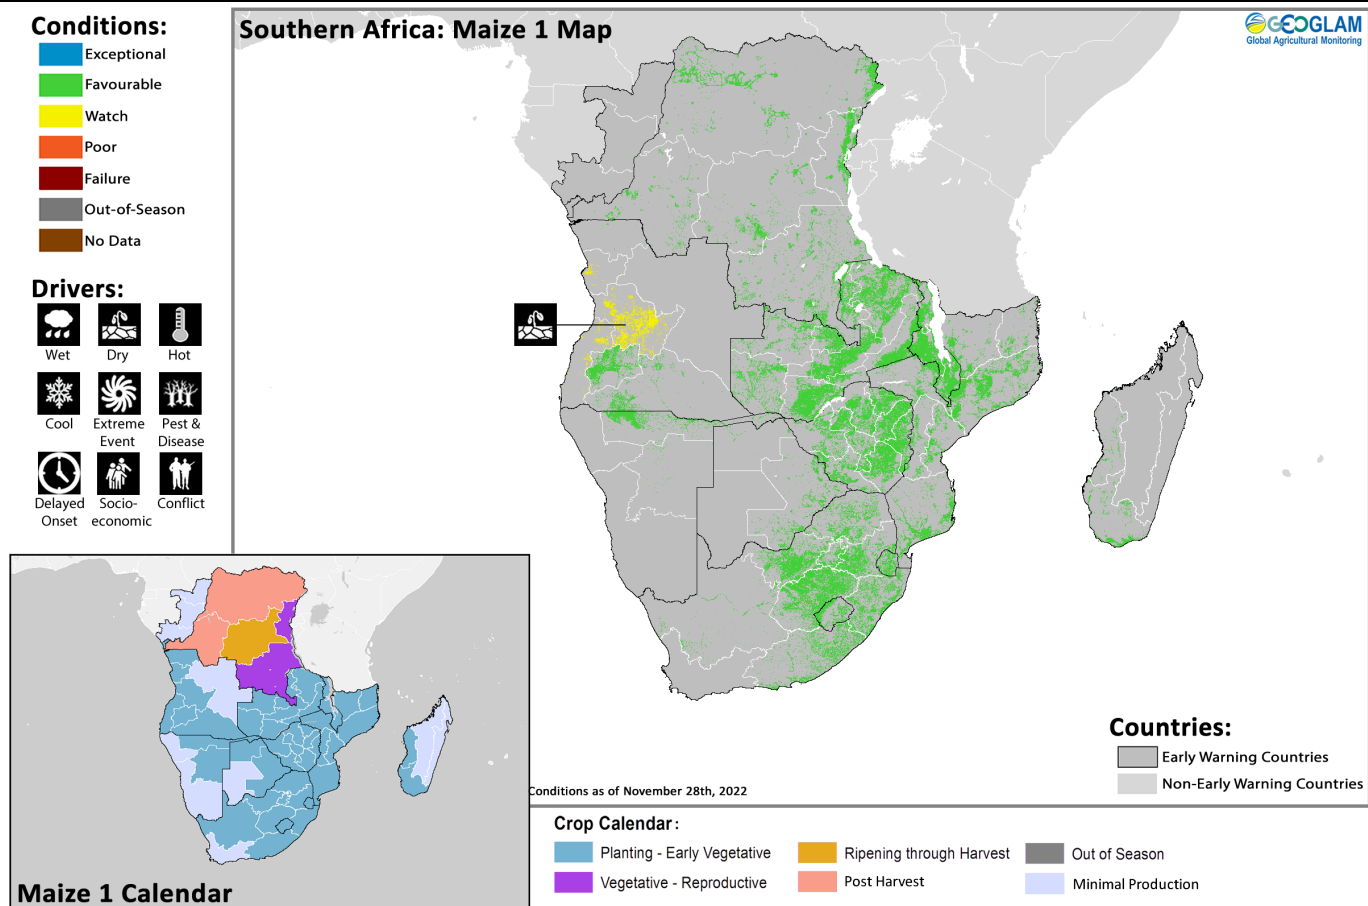 Conditions:
Exceptional
Favourable
Watch
Poor
Failure
Out-of-Season
No Data
Drivers:
Wet
Dry
Hot
Cool
Extreme
Event
Pest &
Disease
Delayed
Onset
Socio-
economic
Conflict
Southern Africa: Maize 1 Map
GEOGLAM
Global Agricultural Monitoring
Countries:
Early Warning Countries
Non-Early Warning Countries
Conditions as of November 28th, 2022
Maize 1 Calendar
Crop Calendar:
Planting - Early Vegetative
Vegetative - Reproductive
Ripening through Harvest
Post Harvest
Out of Season
Minimal Production